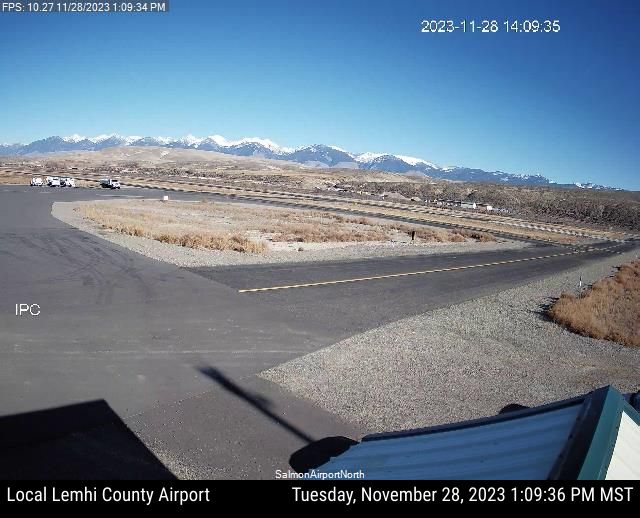 FPS: 10.27 11/28/2023 1:09:34 PM
2023-11-28 14:09:35
IPC
SalmonAirportNorth
Local Lemhi County Airport
Tuesday, November 28, 2023 1:09:36 PM MST